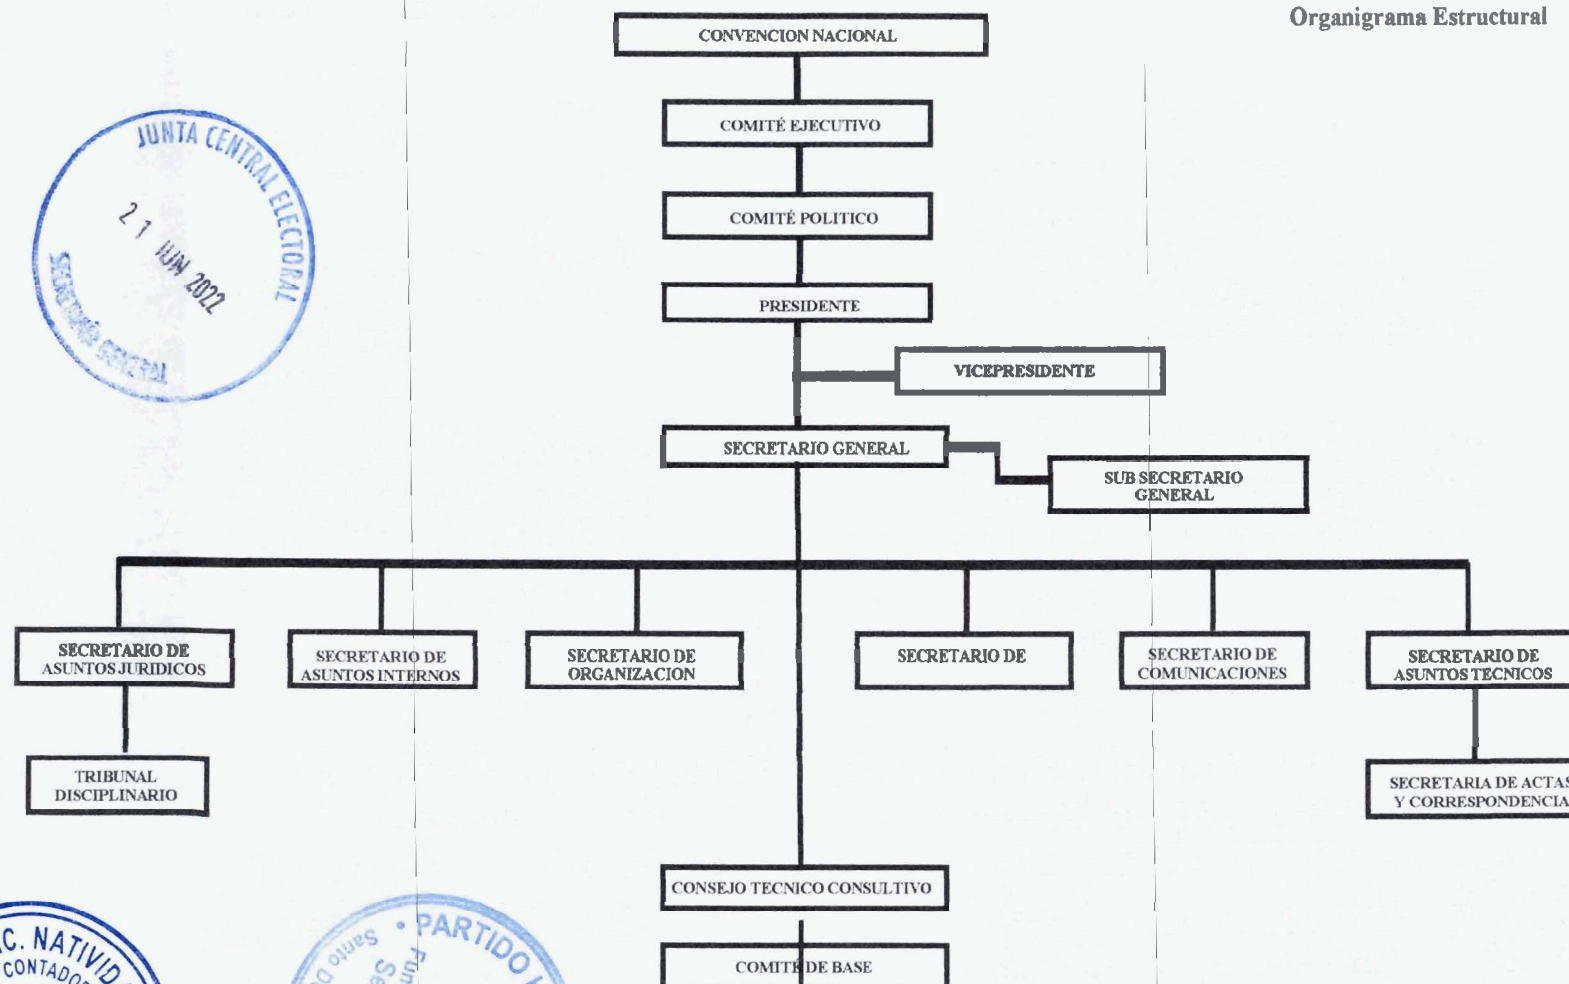 Organigrama Estructural
CONVENCION NACIONAL
COMITÉ EJECUTIVO
COMITÉ POLITICO
PRESIDENTE
VICEPRESIDENTE
SECRETARIO GENERAL
SUB SECRETARIO
GENERAL
JUNTA CENTRAL ELECTORAL
21 JUN 2022
SECRETARÍA GENERAL
SECRETARIO DE
ASUNTOS JURIDICOS
SECRETARIO DE
ASUNTOS INTERNOS
SECRETARIO DE
ORGANIZACION
SECRETARIO DE
SECRETARIO DE
COMUNICACIONES
SECRETARIO DE
ASUNTOS TECNICOS
TRIBUNAL
DISCIPLINARIO
SECRETARIA DE ACTAS
Y CORRESPONDENCIA
CONSEJO TECNICO CONSULTIVO
COMITE DE BASE
C. NATIVID
CONTADO
PARTIDO
Santo D